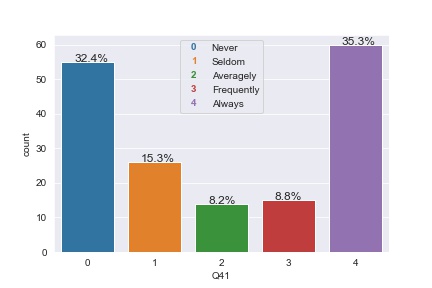 60
50
40
30
20
10
0
count
32.4%
15.3%
8.2%
8.8%
35.3%
0 Never
1 Seldom
2 Averagely
3 Frequently
4 Always
0 1 2 3 4
Q41